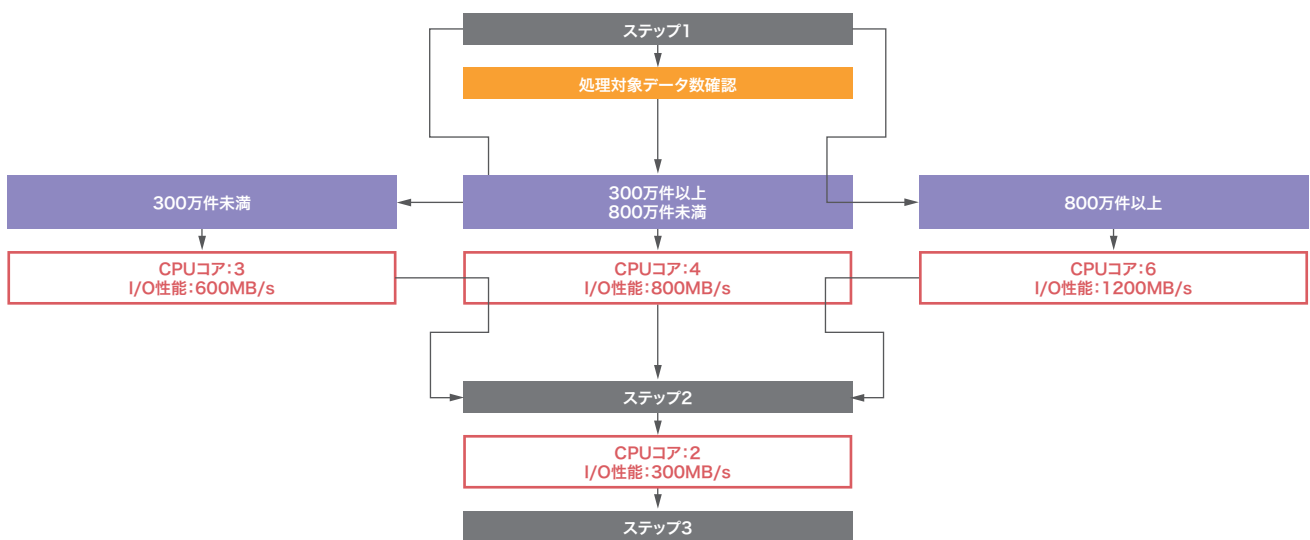 ステップ1
処理対象データ数確認
300万件未満
300万件以上
800万件未満
800万件以上
CPUコア:3
I/O性能:600MB/s
CPUコア:4
I/O性能:800MB/s
CPUコア:6
I/O性能:1200MB/s
ステップ2
CPUコア:2
I/O性能:300MB/s
ステップ3